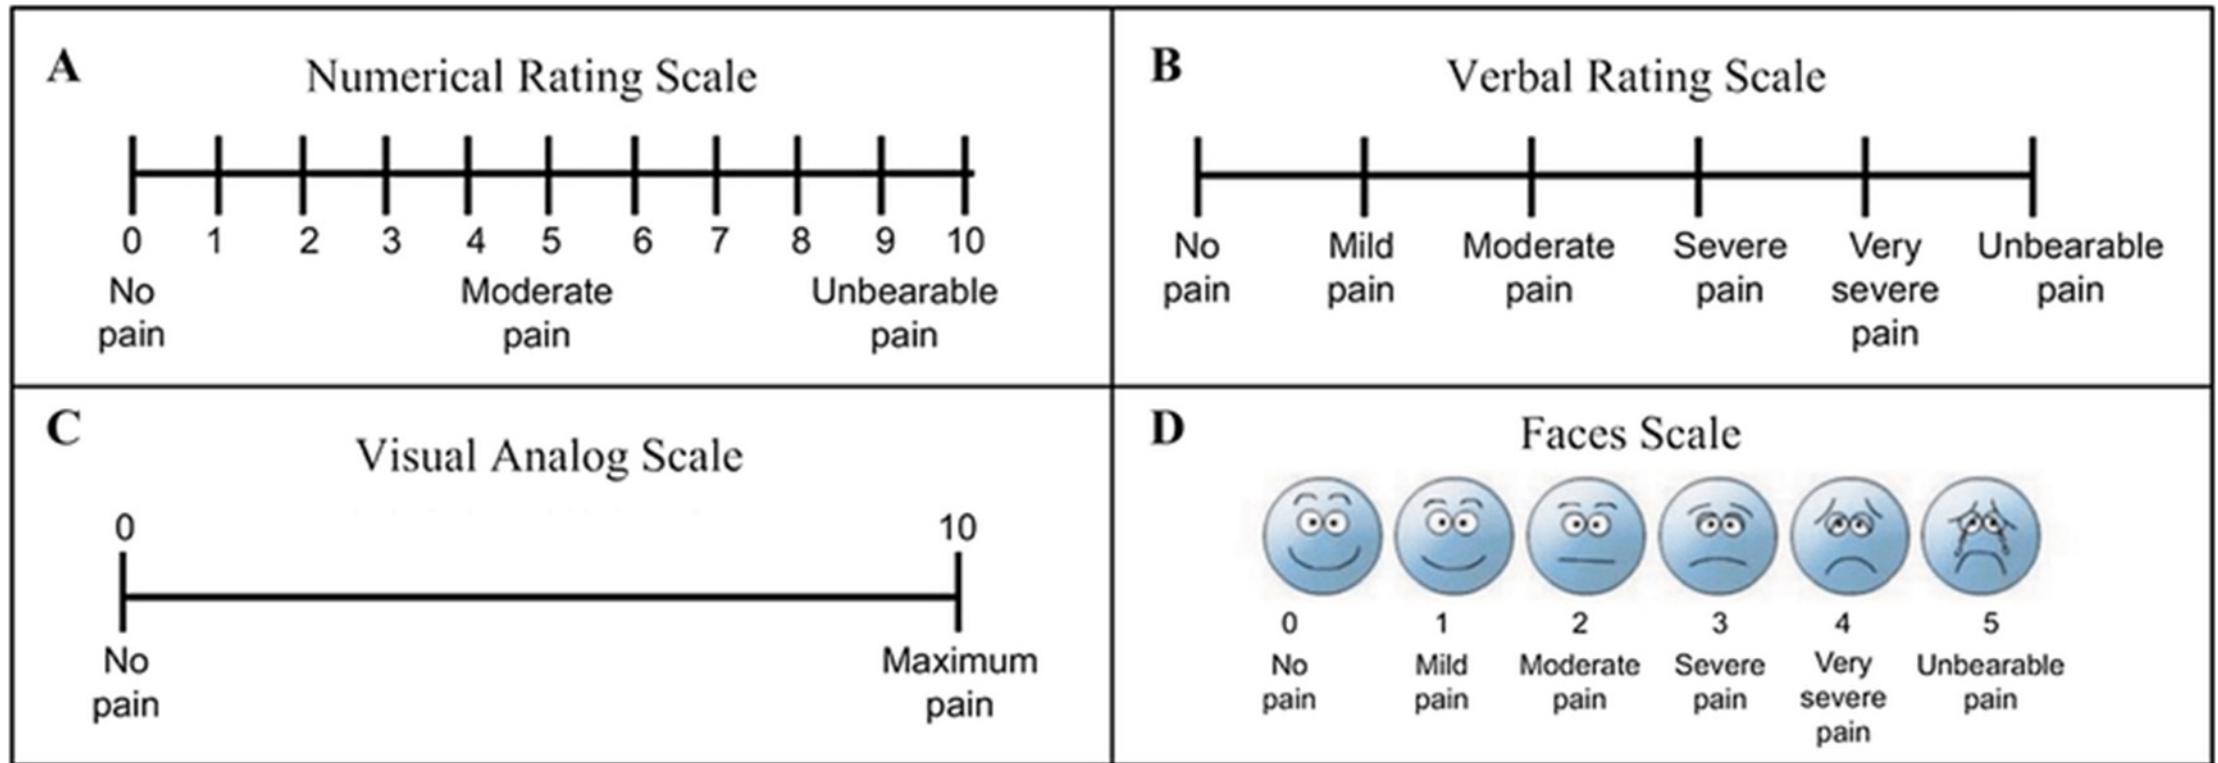 A
Numerical Rating Scale
0 1 2 3 4 5 6 7 8 9 10
No Moderate Unbearable
pain pain pain
B
Verbal Rating Scale
No Mild Moderate Severe Very Unbearable
pain pain pain pain severe pain
pain
C
Visual Analog Scale
0 10
No Maximum
pain pain
D
Faces Scale
0 1 2 3 4 5
No Mild Moderate Severe Very Unbearable
pain pain pain pain severe pain
pain